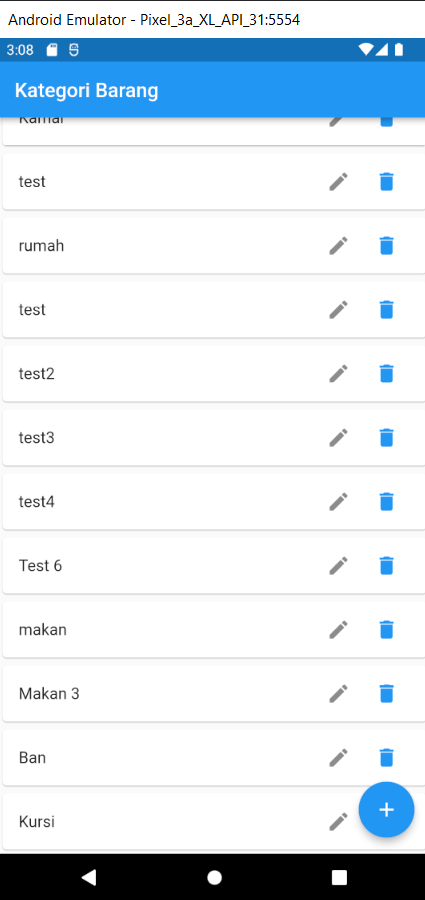 Android Emulator - Pixel_3a_XL_API_31:5554
3:08
Kategori Barang
Kamar
test
rumah
test
test2
test3
test4
Test 6
makan
Makan 3
Ban
Kursi